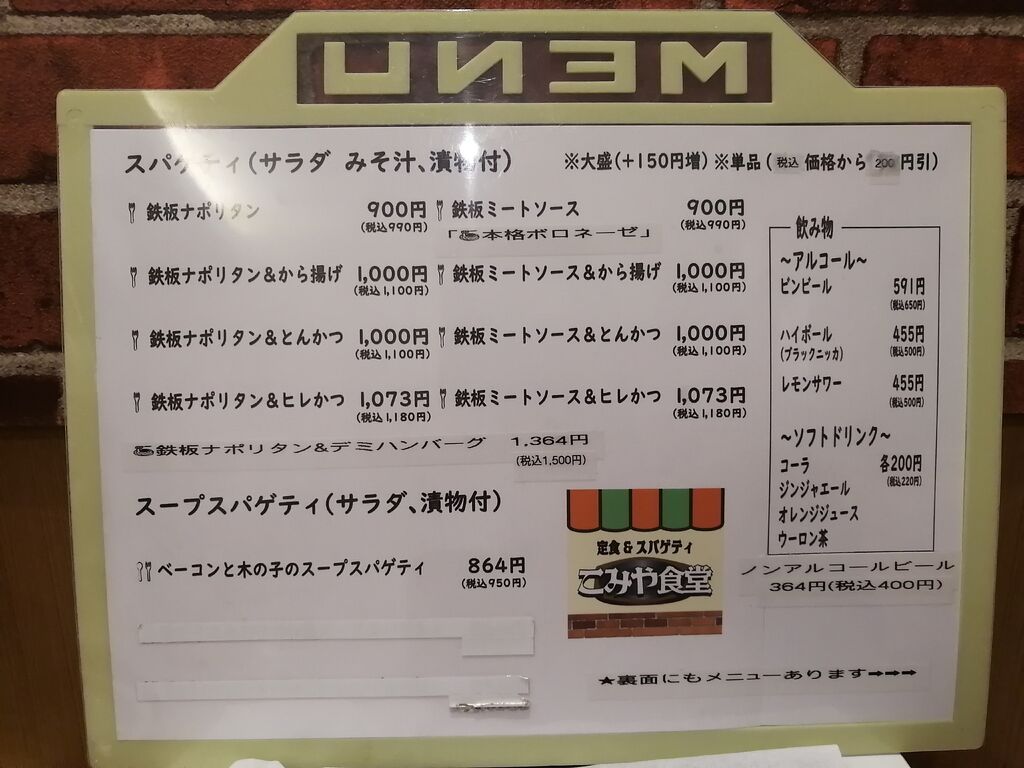 MENU
スパゲティ(サラダ みそ汁、漬物付)
※大盛(+150円増)※単品(税込価格から200円引)
鉄板ナポリタン 900円
(税込990円)
鉄板ミートソース 900円
(税込990円)
「本格ボロネーゼ」
鉄板ナポリタン&から揚げ 1,000円
(税込1,100円)
鉄板ミートソース&から揚げ 1,000円
(税込1,100円)
鉄板ナポリタン&とんかつ 1,000円
(税込1,100円)
鉄板ミートソース&とんかつ 1,000円
(税込1,100円)
鉄板ナポリタン&ヒレかつ 1,073円
(税込1,180円)
鉄板ミートソース&ヒレかつ 1,073円
(税込1,180円)
鉄板ナポリタン&デミハンバーグ 1,364円
(税込1,500円)
スープスパゲティ(サラダ、漬物付)
ベーコンと木の子のスープスパゲティ 864円
(税込950円)
飲み物
~アルコール~
ビンビール 591円
(税込650円)
ハイボール 455円
(ブラックニッカ) (税込500円)
レモンサワー 455円
(税込500円)
~ソフトドリンク~
コーラ 各200円
(税込220円)
ジンジャエール
オレンジジュース
ウーロン茶
ノンアルコールビール
364円(税込400円)
定食&スパゲティ
こみや食堂
★裏面にもメニューあります➡➡➡